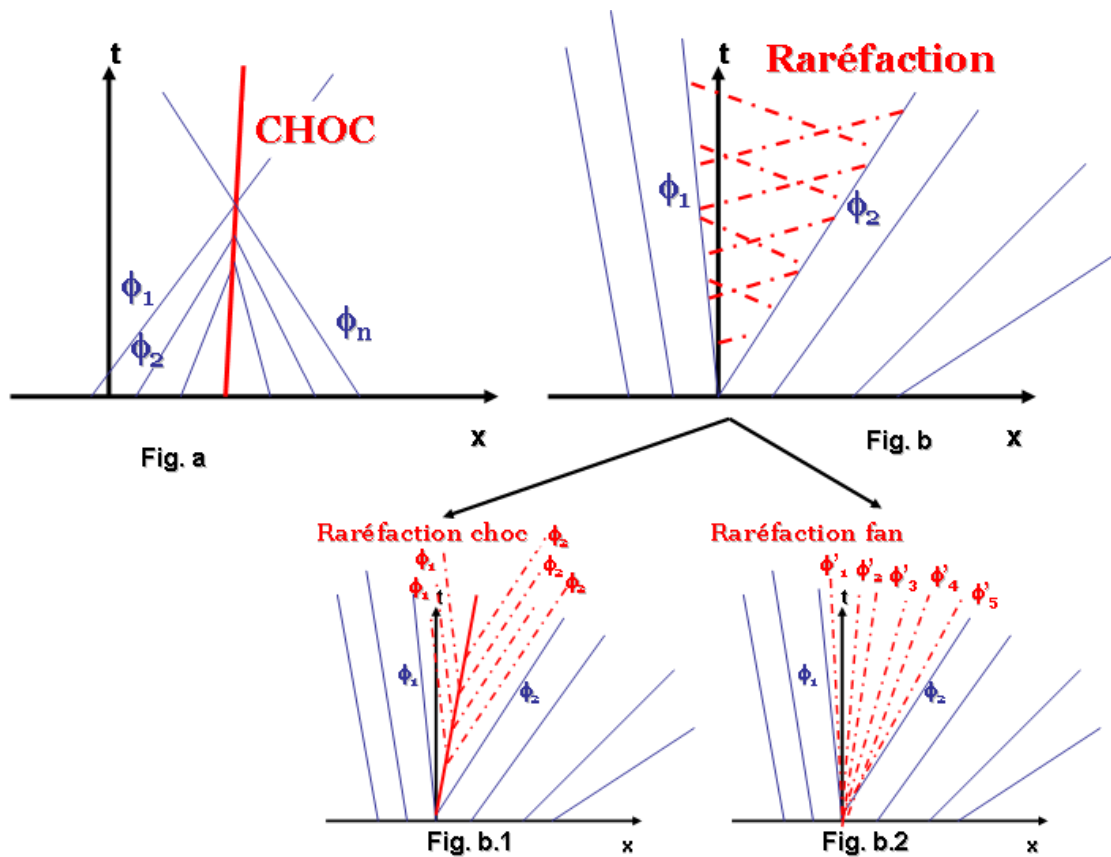 t
CHOC
ϕ1
ϕ2
ϕn
x
Fig. a
Raréfaction
t
ϕ1
ϕ2
x
Fig. b
Raréfaction choc
ϕ1
ϕ1
ϕ2
ϕ2
ϕ2
t
ϕ1
ϕ2
Fig. b.1
x
Raréfaction fan
ϕ'1 ϕ'2 ϕ'3 ϕ'4 ϕ'5
t
ϕ1
ϕ2
Fig. b.2
x